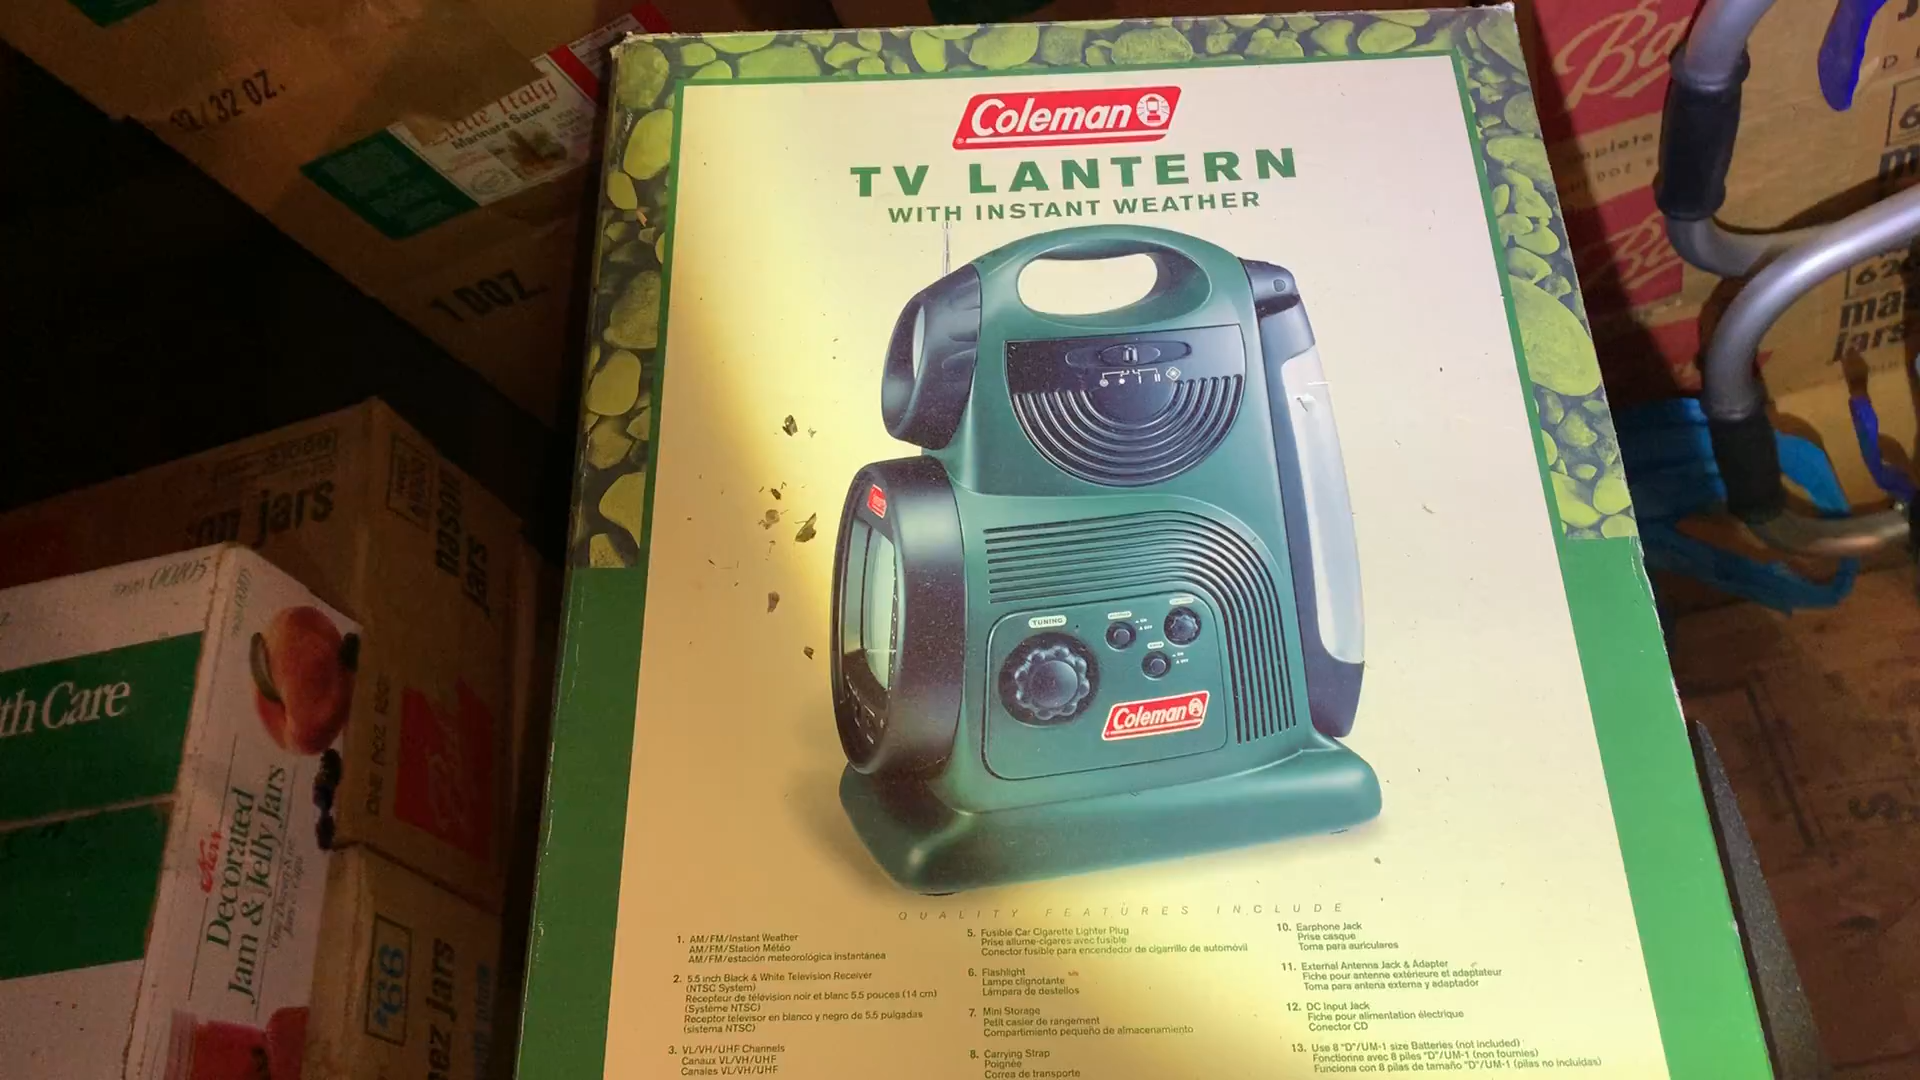 Coleman
TV LANTERN
WITH INSTANT WEATHER
TUNING
Coleman
QUALITY FEATURES INCLUDE
1. AM/FM/Instant Weather
AM/FM/Station Météo
AM/FM/estación meteorológica instantánea
2. 5.5 inch Black & White Television Receiver
(NTSC System)
Récepteur de télévision noir et blanc 5.5 pouces (14 cm)
(Système NTSC)
Receptor televisor en blanco y negro de 5.5 pulgadas
(sistema NTSC)
3. VL/VH/UHF Channels
Canaux VL/VH/UHF
Canales VL/VH/UHF
5. Fusible Car Cigarette Lighter Plug
Prise allume-cigares avec fusible
Conector fusible para encendedor de cigarrillo de automóvil
6. Flashlight
Lampe clignotante
Lámpara de destellos
7. Mini Storage
Petit casier de rangement
Compartimiento pequeño de almacenamiento
8. Carrying Strap
Poignée
Correa de transporte
10. Earphone Jack
Prise casque
Toma para auriculares
11. External Antenna Jack & Adapter
Fiche pour antenne extérieure et adaptateur
Toma para antena externa y adaptador
12. DC Input Jack
Fiche pour alimentation électrique
Conector CD
13. Use 8 "D"/UM-1 size Batteries (not included)
Fonctionne avec 8 piles "D"/UM-1 (non fournies)
Funciona con 8 pilas de tamaño "D"/UM-1 (pilas no incluidas)
12/32 OZ.
Italy
Marinara Sauce
1 DOZ.
jars
mason
jars
th Care
Kerr
Decorated
Jam & Jelly Jars
66
jars
Ba
mplete
ma
jars